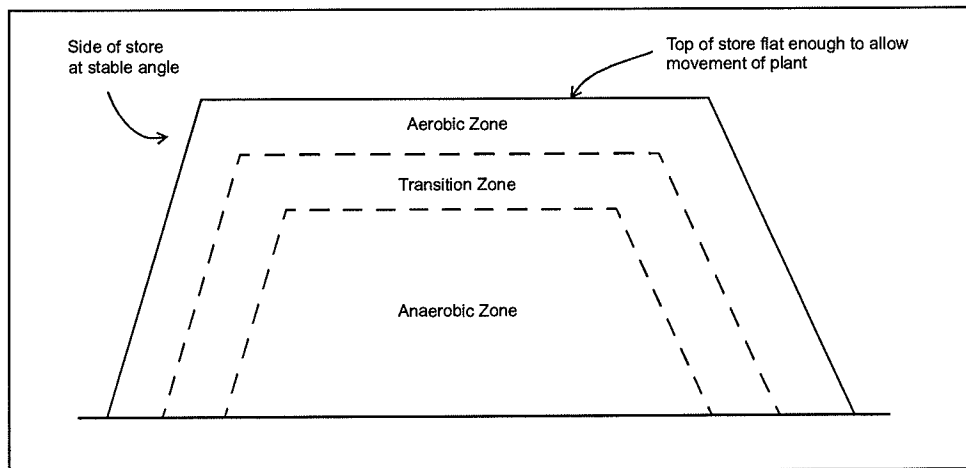 Side of store
at stable angle
Top of store flat enough to allow
movement of plant
Aerobic Zone
Transition Zone
Anaerobic Zone